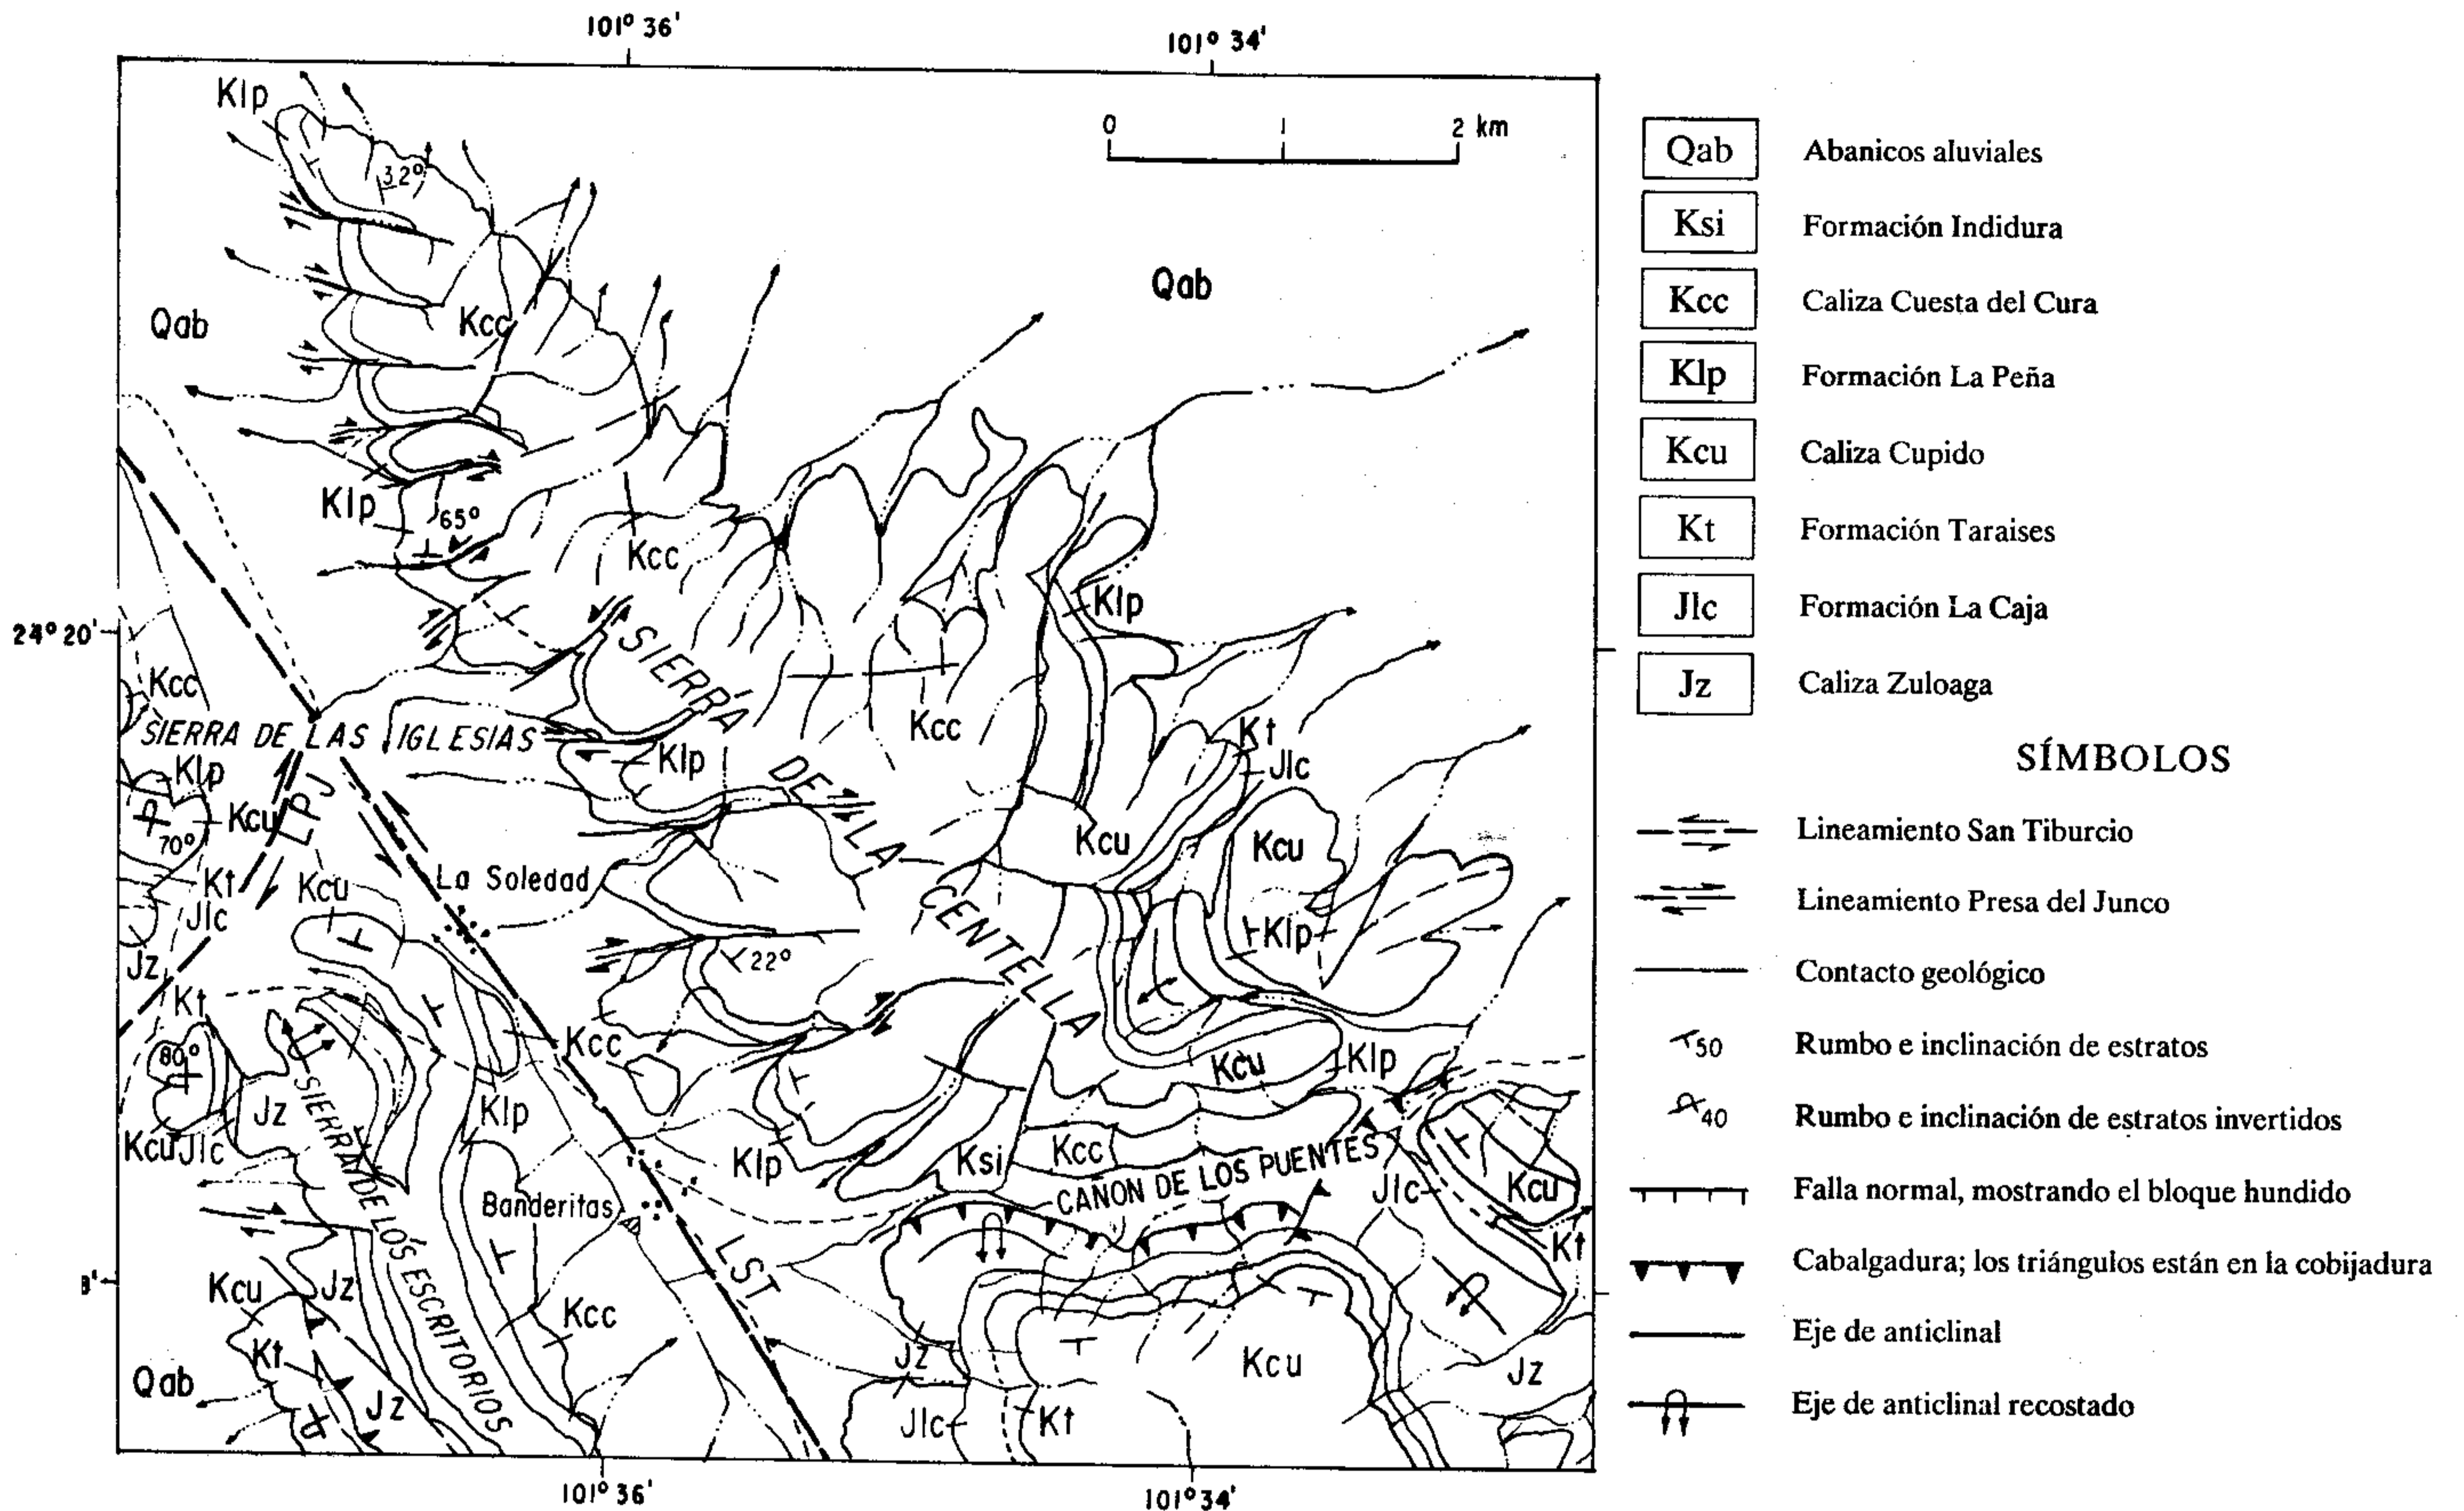 101° 36'
101° 34'
0 1 2 km
Klp
32°
Qab
Qab
Kcc
Klp
65°
Kcc
Klp
24° 20'
Kcc
SIERRA DE LAS IGLESIAS
Klp
Kcc
Kt
Jlc
SIERRA DE LA CENTELLA
Klp
Kcu
70°
LPJ
Kcu
Kcu
Kt
Kcu
La Soledad
Jlc
Klp
Jz
22°
Kt
80°
Kcc
Kcu
Klp
Jz
Klp
Kcu Jlc
Klp
Ksi
Kcc
CAÑON DE LOS PUENTES
Jlc
Kcu
Banderitas
SIERRA DE LOS ESCRITORIOS
Kt
LST
8'
Kcu
Jz
Kcc
Kt
Jz
Kcu
Jz
Qab
Jz
Jlc
Kt
101° 36'
101° 34'
Qab Abanicos aluviales
Ksi Formación Indidura
Kcc Caliza Cuesta del Cura
Klp Formación La Peña
Kcu Caliza Cupido
Kt Formación Taraises
Jlc Formación La Caja
Jz Caliza Zuloaga
SÍMBOLOS
Lineamiento San Tiburcio
Lineamiento Presa del Junco
Contacto geológico
50 Rumbo e inclinación de estratos
40 Rumbo e inclinación de estratos invertidos
Falla normal, mostrando el bloque hundido
Cabalgadura; los triángulos están en la cobijadura
Eje de anticlinal
Eje de anticlinal recostado